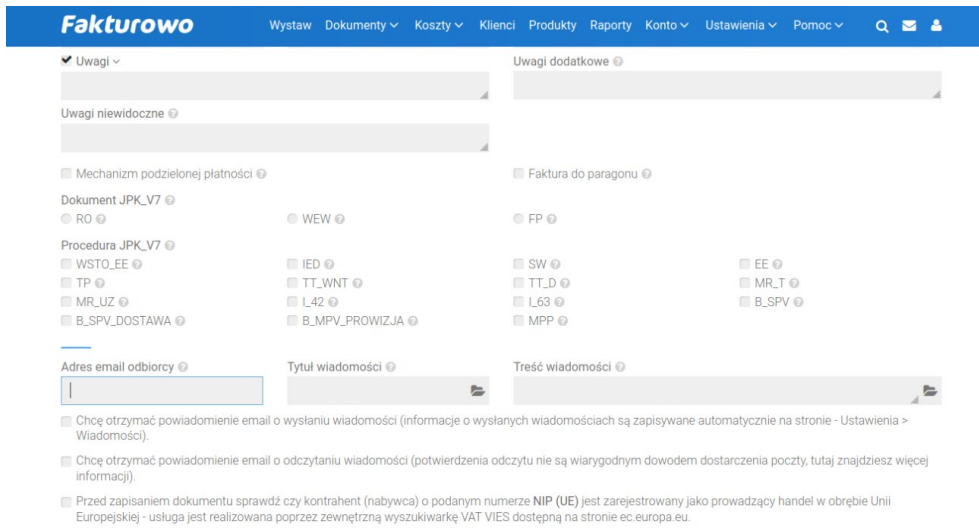 Fakturowo Wystaw Dokumenty Koszty Klienci Produkty Raporty Konto Ustawienia Pomoc
Uwagi Uwagi dodatkowe
Uwagi niewidoczne
Mechanizm podzielonej płatności Faktura do paragonu
Dokument JPK_V7
RO WEW FP
Procedura JPK_V7
WSTO_EE IED SW EE
TP TT_WNT TT_D MR_T
MR_UZ I_42 I_63 B_SPV
B_SPV_DOSTAWA B_MPV_PROWIZJA MPP
Adres email odbiorcy Tytuł wiadomości Treść wiadomości
Chcę otrzymać powiadomienie email o wysłaniu wiadomości (informacje o wysłanych wiadomościach są zapisywane automatycznie na stronie - Ustawienia >
Wiadomości).
Chcę otrzymać powiadomienie email o odczytaniu wiadomości (potwierdzenia odczytu nie są wiarygodnym dowodem dostarczenia poczty, tutaj znajdziesz więcej
informacji).
Przed zapisaniem dokumentu sprawdź czy kontrahent (nabywca) o podanym numerze NIP (UE) jest zarejestrowany jako prowadzący handel w obrębie Unii
Europejskiej - usługa jest realizowana poprzez zewnętrzną wyszukiwarkę VAT VIES dostępną na stronie ec.europa.eu.